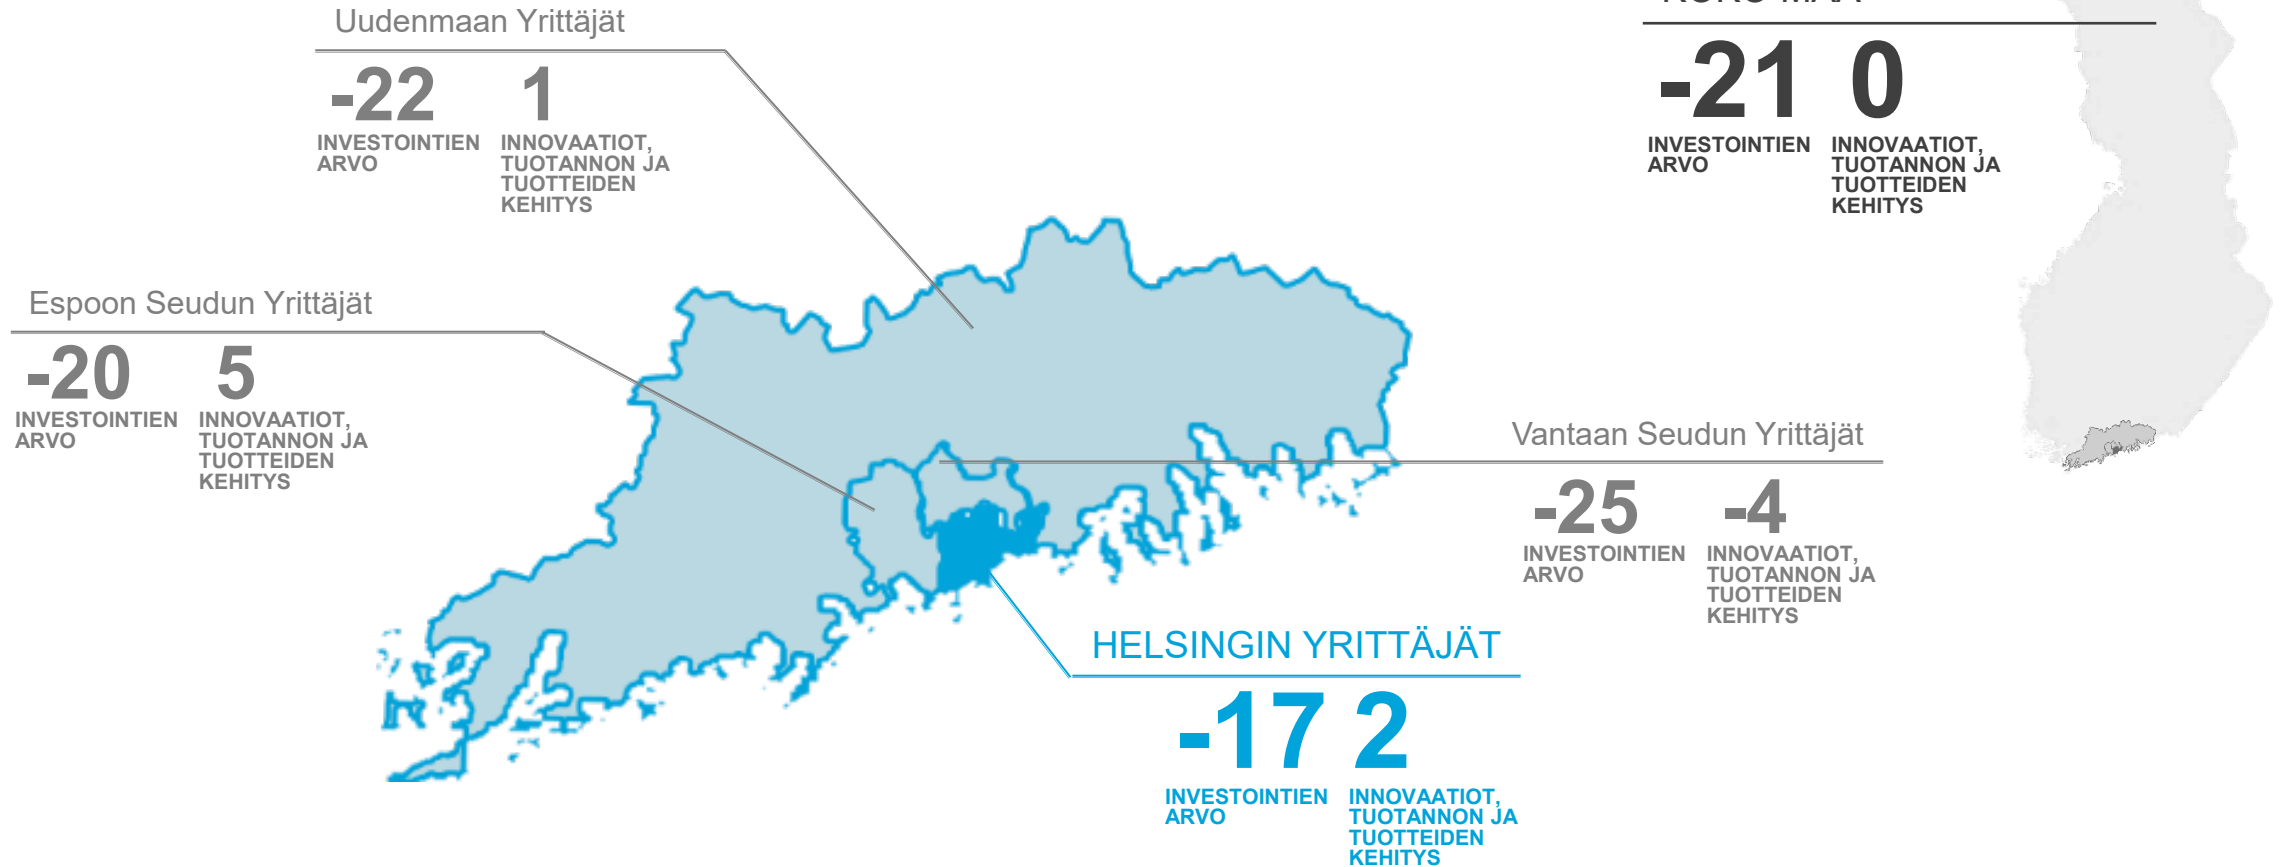 Uudenmaan Yrittäjät
-22 1
INVESTOINTIEN
ARVO
INNOVAATIOT,
TUOTANNON JA
TUOTTEIDEN
KEHITYS
KOKO MAA
-21 0
INVESTOINTIEN
ARVO
INNOVAATIOT,
TUOTANNON JA
TUOTTEIDEN
KEHITYS
Espoon Seudun Yrittäjät
-20 5
INVESTOINTIEN
ARVO
INNOVAATIOT,
TUOTANNON JA
TUOTTEIDEN
KEHITYS
Vantaan Seudun Yrittäjät
-25 -4
INVESTOINTIEN
ARVO
INNOVAATIOT,
TUOTANNON JA
TUOTTEIDEN
KEHITYS
HELSINGIN YRITTÄJÄT
-17 2
INVESTOINTIEN
ARVO
INNOVAATIOT,
TUOTANNON JA
TUOTTEIDEN
KEHITYS